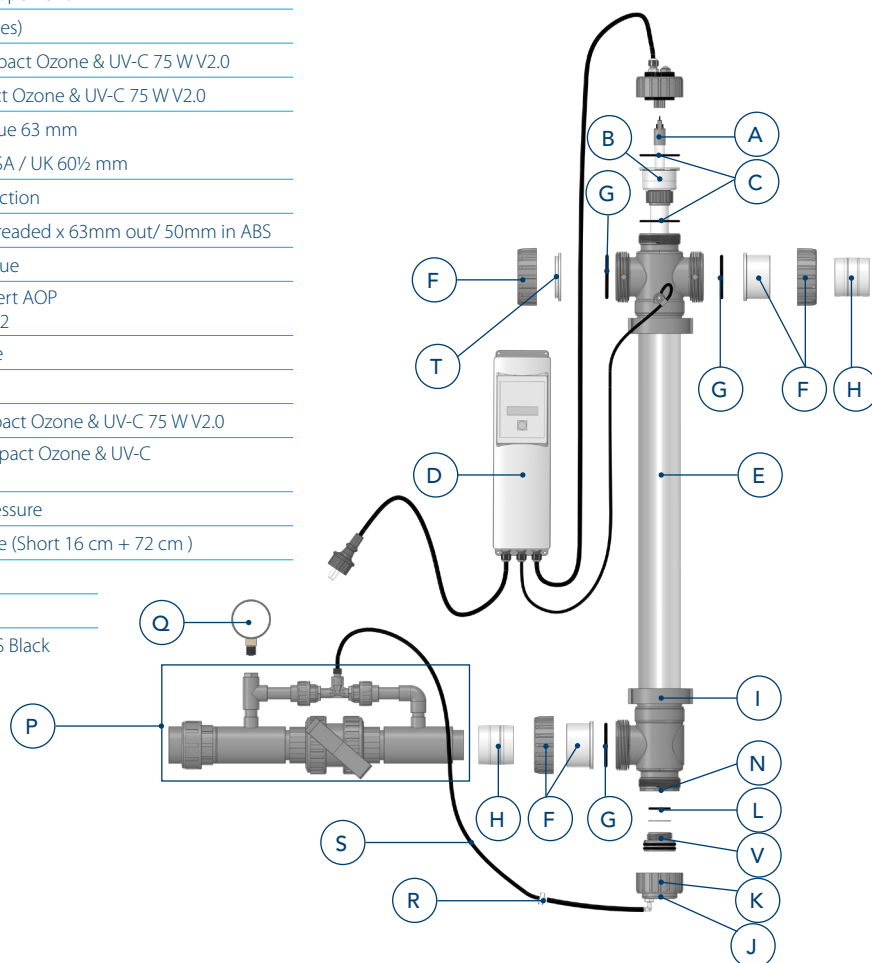 es)
pact Ozone & UV-C 75 W V2.0
ct Ozone & UV-C 75 W V2.0
ue 63 mm
SA / UK 60½ mm
ction
readed x 63mm out/ 50mm in ABS
ue
ert AOP
2
e
pact Ozone & UV-C 75 W V2.0
pact Ozone & UV-C
essure
e (Short 16 cm + 72 cm )
S Black
A
B
C
G
F
T
G
F
H
D
E
Q
I
P
N
H
F
G
L
S
V
R
K
J